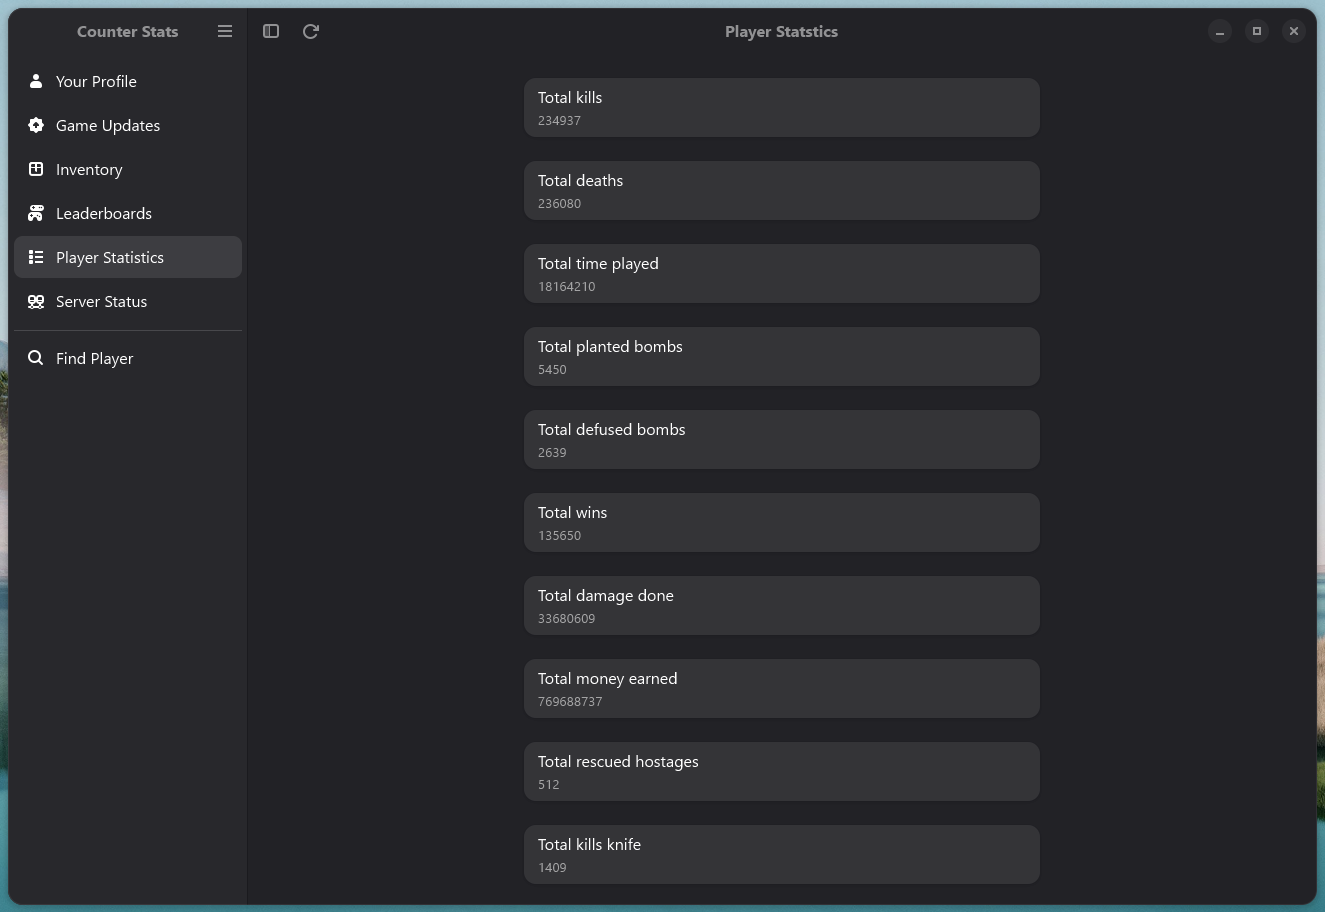 Counter Stats
Your Profile
Game Updates
Inventory
Leaderboards
Player Statistics
Server Status
Find Player
Player Statstics
Total kills
234937
Total deaths
236080
Total time played
18164210
Total planted bombs
5450
Total defused bombs
2639
Total wins
135650
Total damage done
33680609
Total money earned
769688737
Total rescued hostages
512
Total kills knife
1409